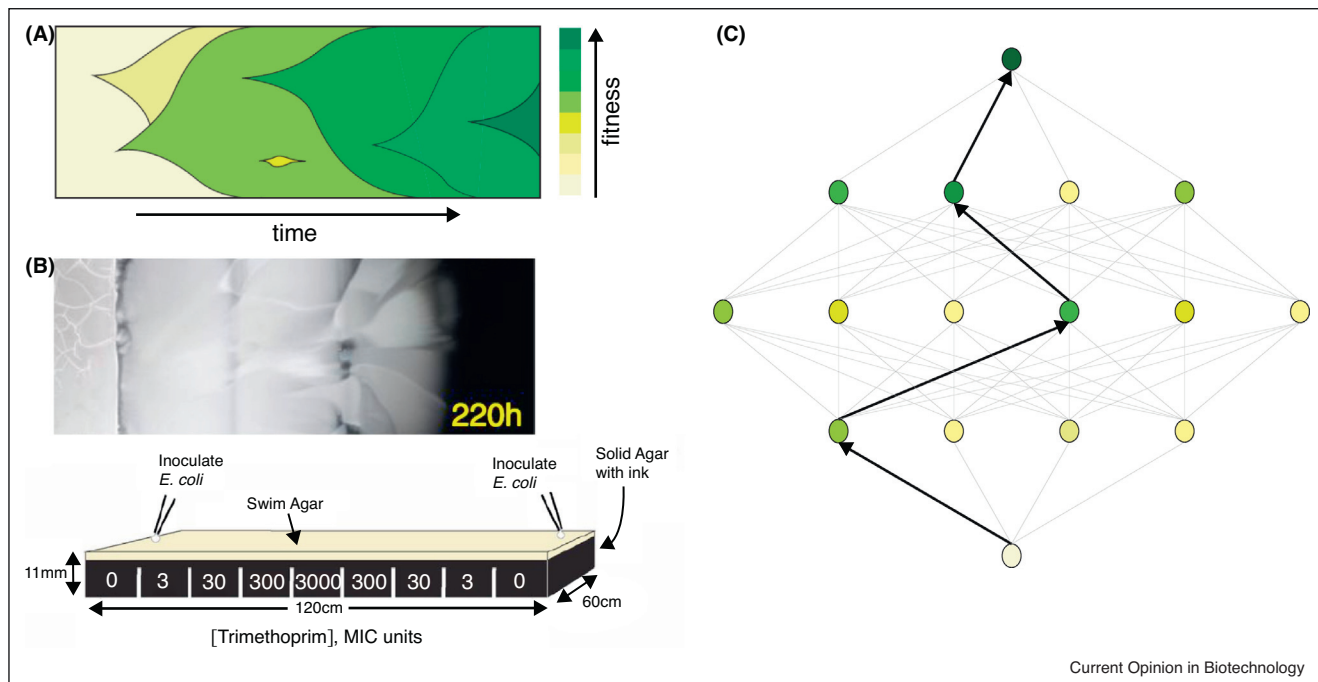 (A)
fitness
time
(B)
220h
Inoculate
E. coli
Swim Agar
Inoculate
E. coli
Solid Agar
with ink
11mm
0 3 30 300 3000 300 30 3 0
120cm
60cm
[Trimethoprim], MIC units
(C)
Current Opinion in Biotechnology